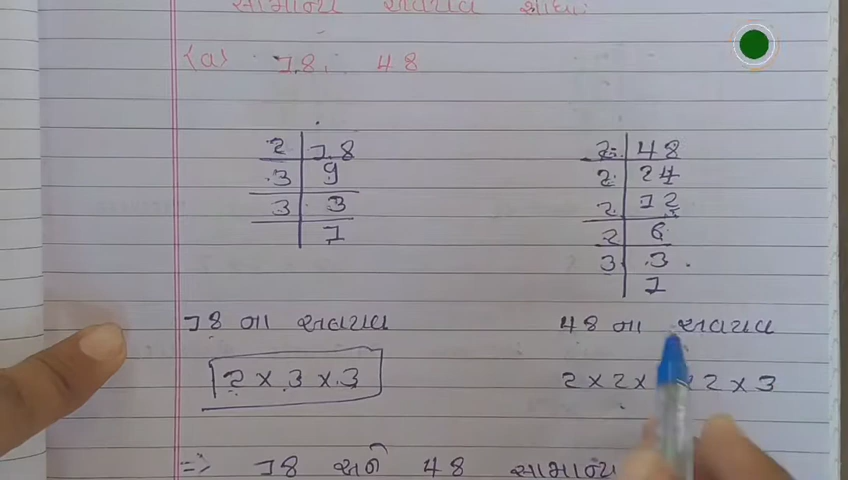 સામાન્ય અવયવ શોધો.
(a) 18, 48
2 | 18
3 | 9
3 | 3
1
2 | 48
2 | 24
2 | 12
2 | 6
3 | 3
1
18 ના અવયવ
2 x 3 x 3
48 ના અવયવ
2 x 2 x 2 x 3
⇒ 18 અને 48 સામાન્ય